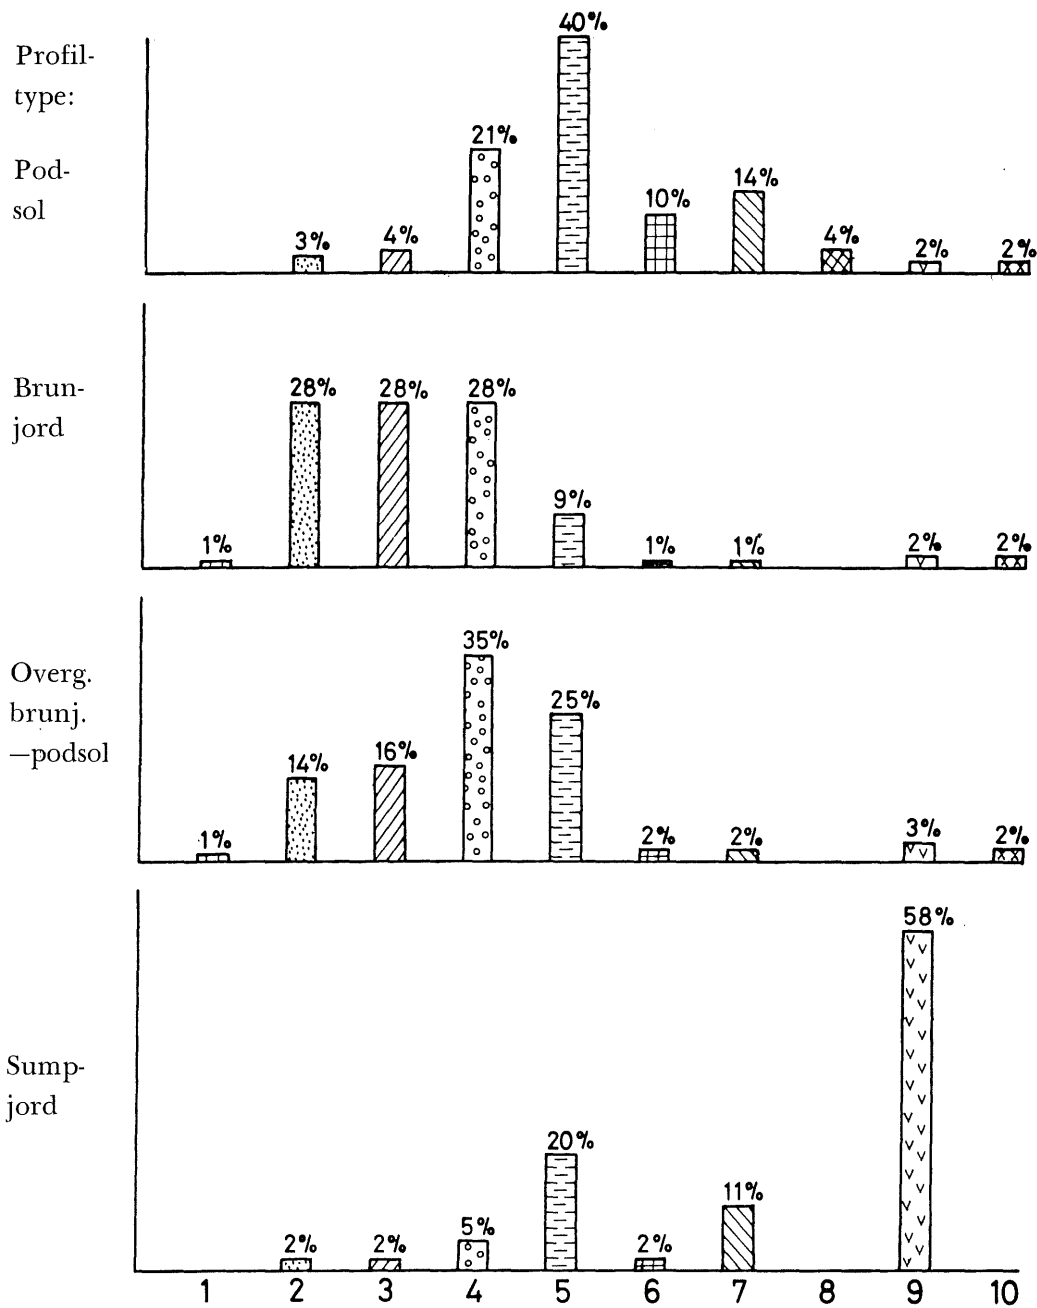 Profil-
type:
Pod-
sol
3% 4% 21% 40% 10% 14% 4% 2% 2%
Brun-
jord
1% 28% 28% 28% 9% 1% 1% 2% 2%
Overg.
brunj.
—podsol
1% 14% 16% 35% 25% 2% 2% 3% 2%
Sump-
jord
2% 2% 5% 20% 2% 11% 58%
1 2 3 4 5 6 7 8 9 10